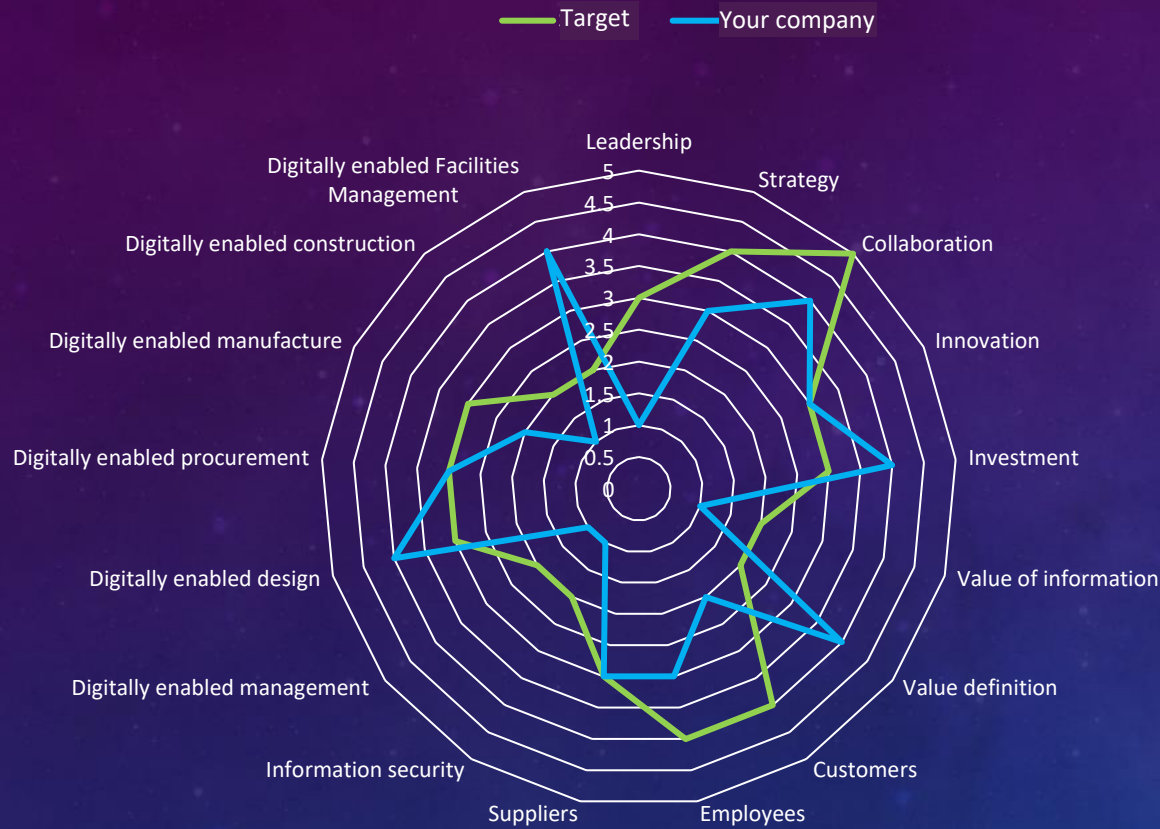 Target
Your company
Leadership
Digitally enabled Facilities
Management
Strategy
Digitally enabled construction
Collaboration
Digitally enabled manufacture
Innovation
Digitally enabled procurement
Investment
Digitally enabled design
Value of information
Digitally enabled management
Value definition
Information security
Customers
Suppliers
Employees
5
4.5
4
3.5
3
2.5
2
1.5
1
0.5
0